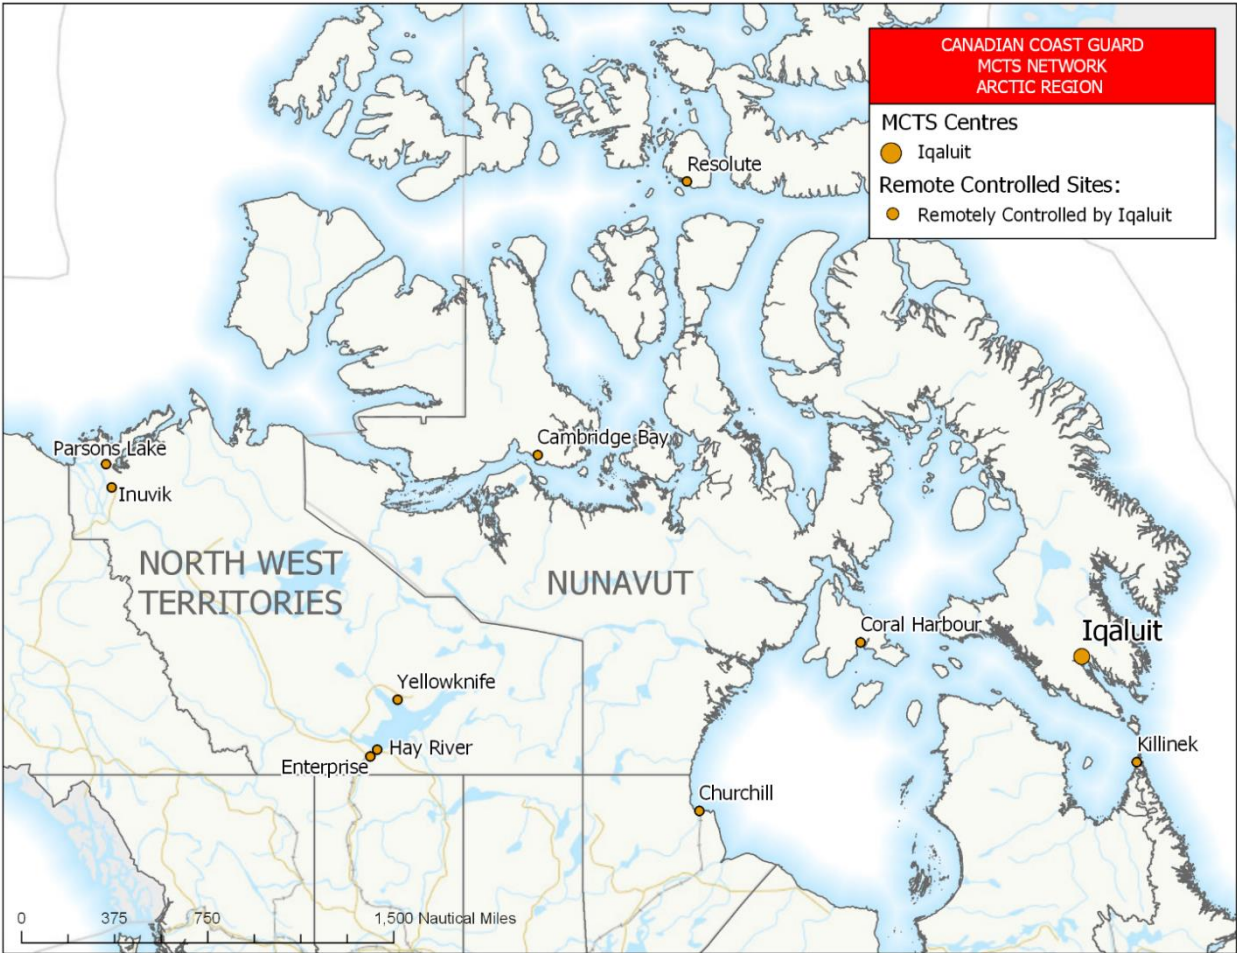 CANADIAN COAST GUARD
MCTS NETWORK
ARCTIC REGION
MCTS Centres
Iqaluit
Remote Controlled Sites:
Remotely Controlled by Iqaluit
Resolute
Cambridge Bay
Parsons Lake
Inuvik
NORTH WEST
TERRITORIES
NUNAVUT
Coral Harbour
Iqaluit
Yellowknife
Hay River
Enterprise
Killinek
Churchill
0 375 750 1,500 Nautical Miles